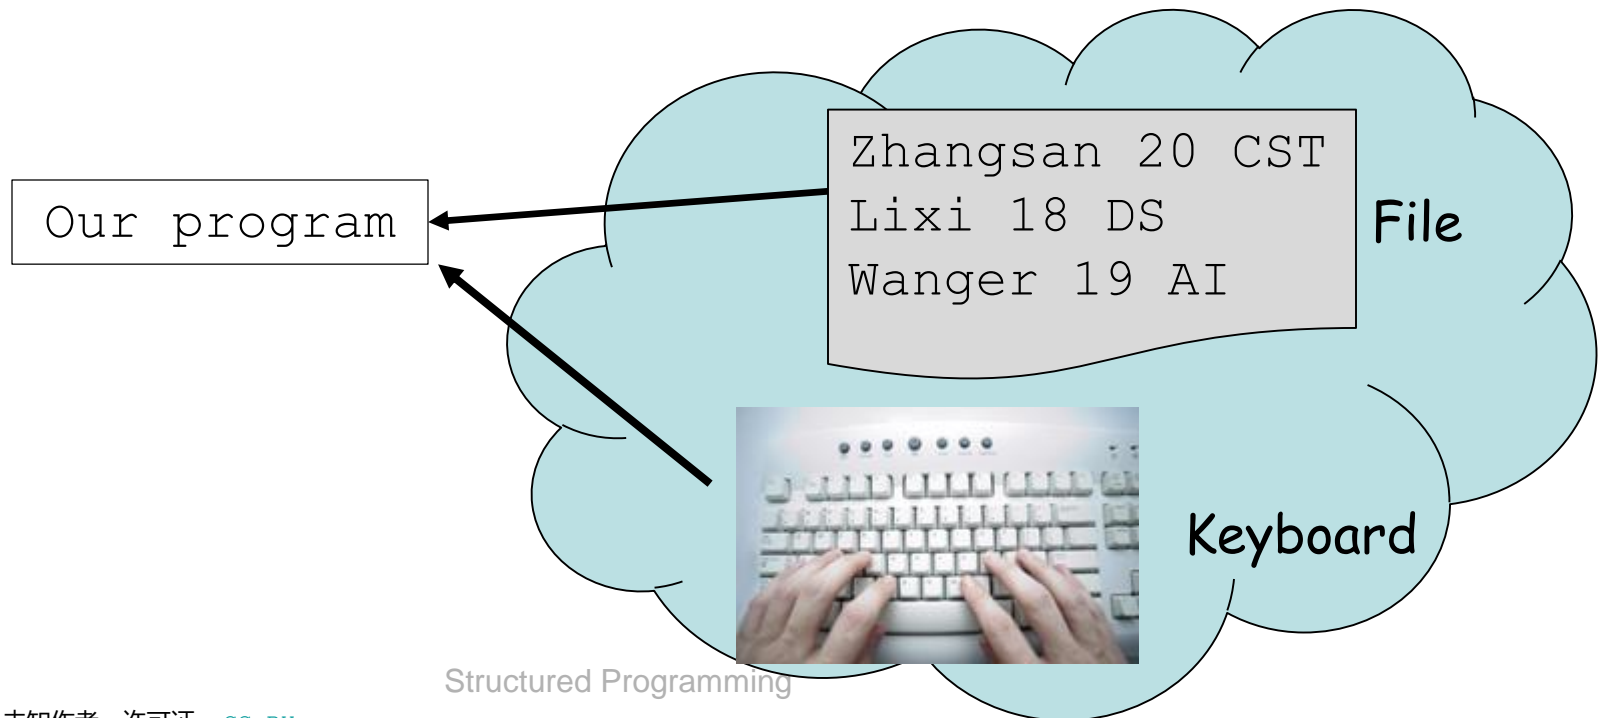 Zhangsan 20 CST
Lixi 18 DS
Wanger 19 AI
File
Our program
Keyboard
Structured Programming